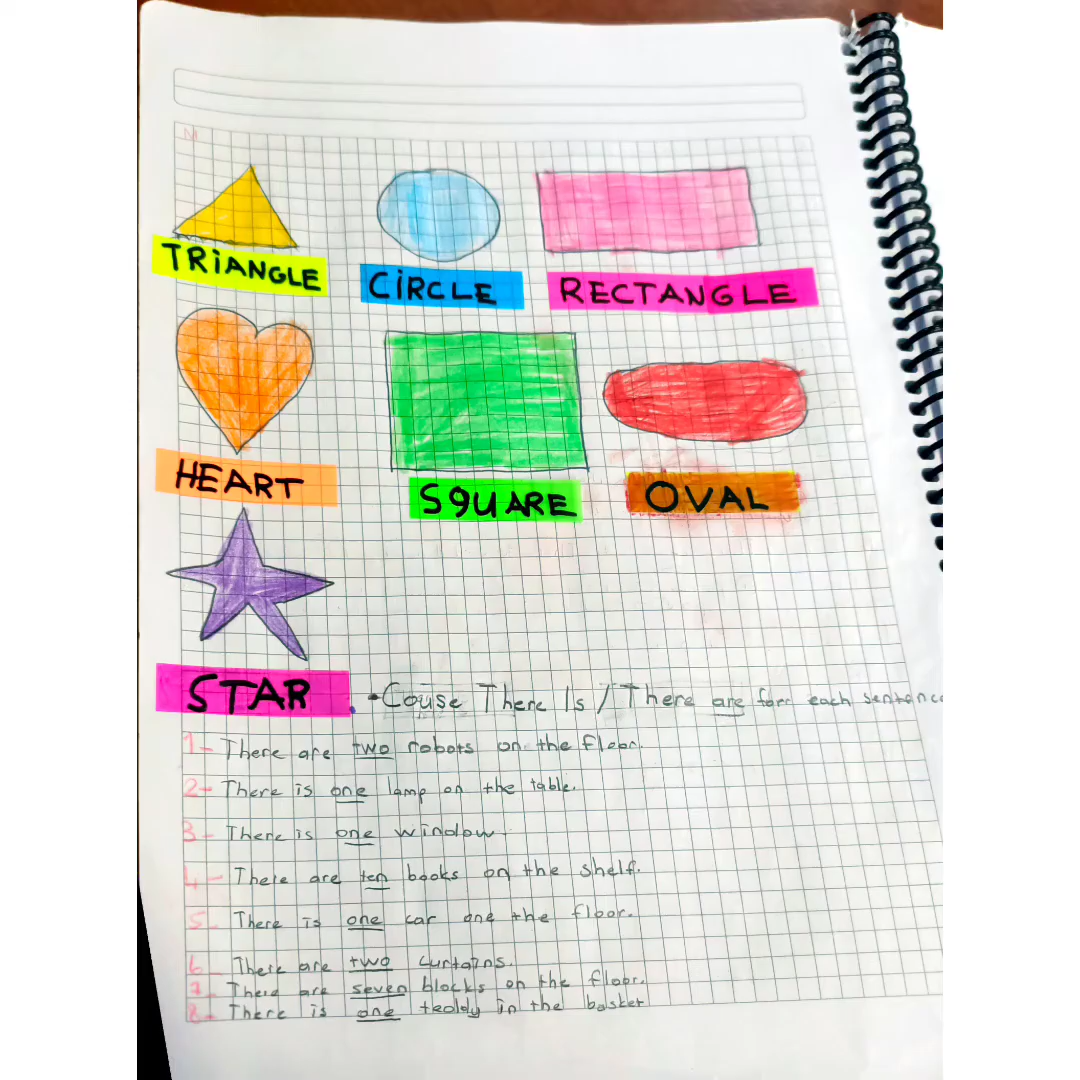 TRiANGLE CiRCLE RECTANGLE
HEART SQUARE OVAL
STAR
•Couse There Is / There are forr each sentence
1- There are two robots on the floor.
2- There is one lamp on the table.
3- There is one window
4- There are ten books on the shelf.
5- There is one car one the floor.
6- There are two curtains.
7- There are seven blocks on the floor.
8- There is one teddy in the basket